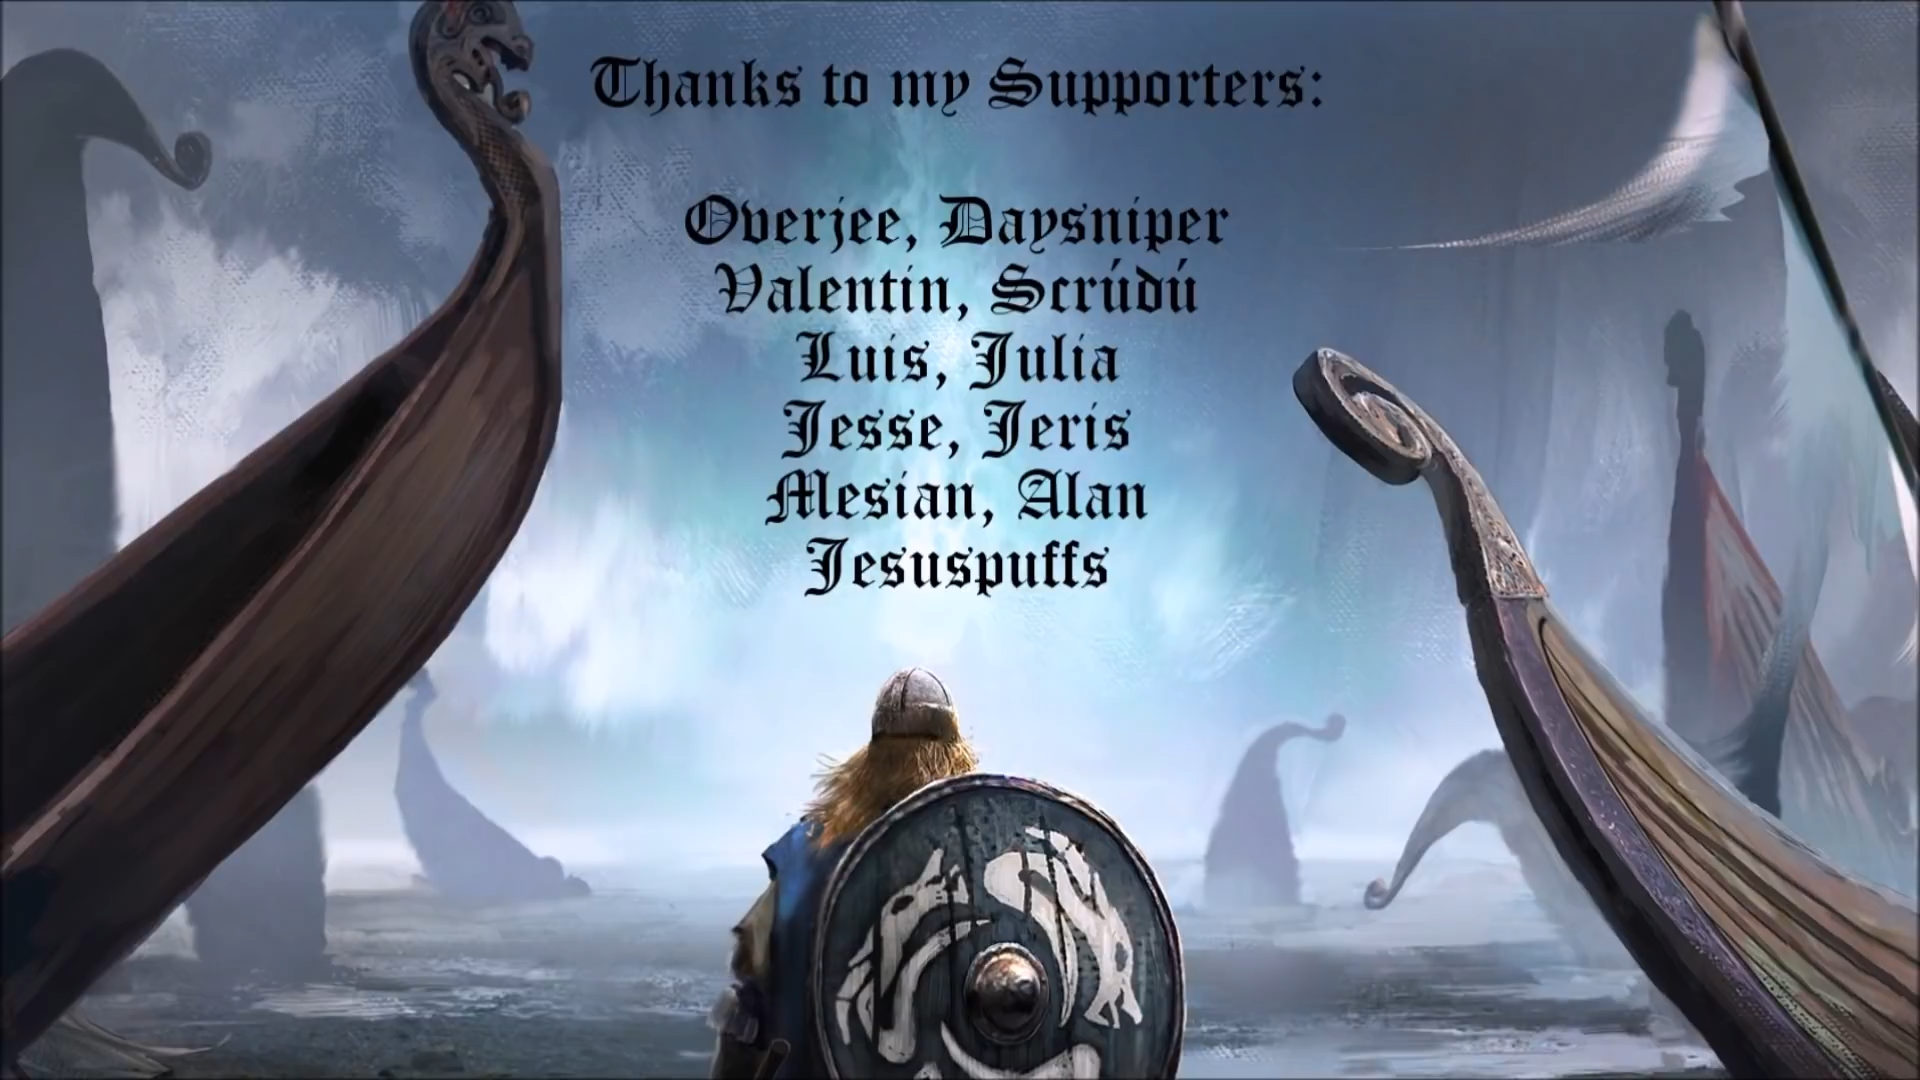 Thanks to my Supporters:
Overjee, Daysniper
Valentin, Scrúdú
Luis, Julia
Jesse, Jeris
Mesian, Alan
Jesuspuffs